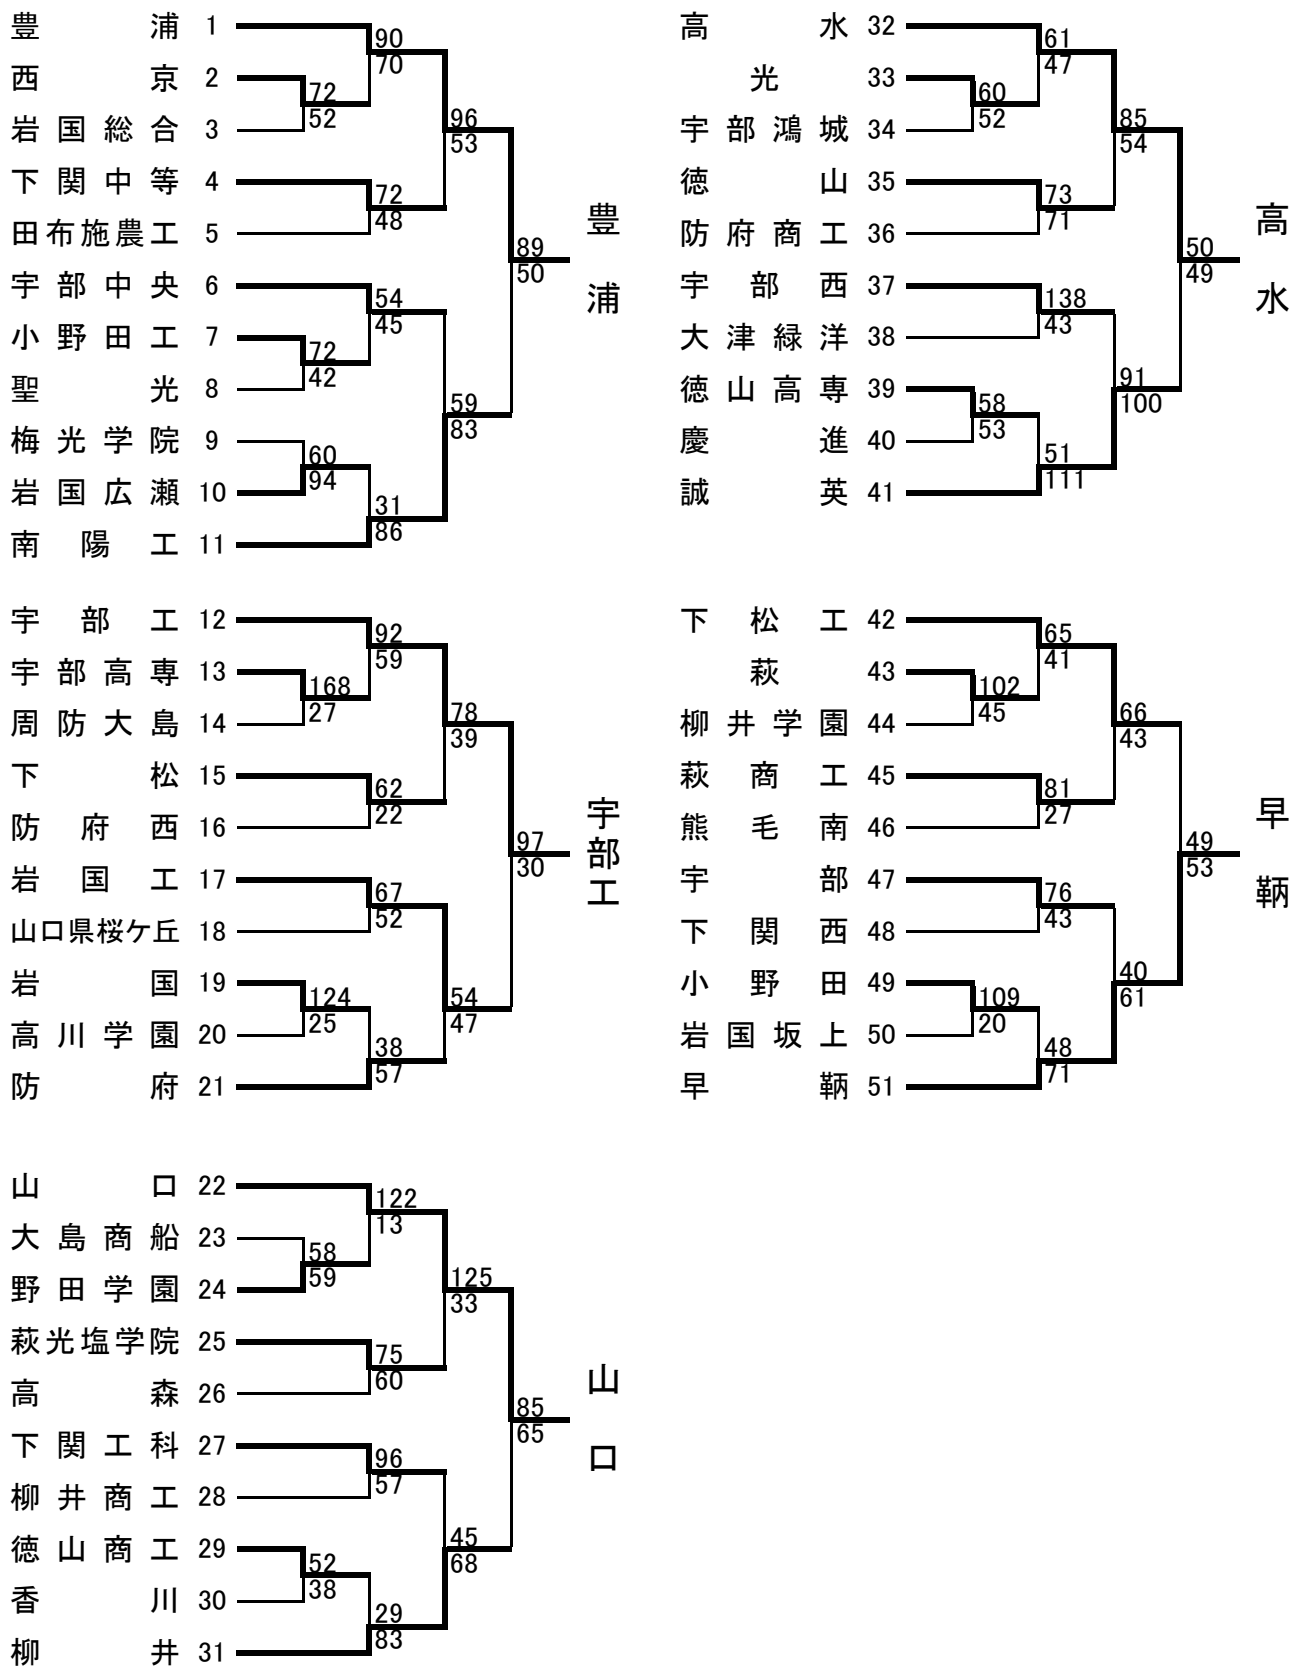 豊浦 1
90
70
西京 2
72
52
岩国総合 3
96
53
下関中等 4
72
48
田布施農工 5
89
50
豊浦
宇部中央 6
54
45
小野田工 7
72
42
聖光 8
59
83
梅光学院 9
60
94
岩国広瀬 10
31
86
南陽工 11
高水 32
61
47
光 33
60
52
宇部鴻城 34
85
54
徳山 35
73
71
防府商工 36
50
49
高水
宇部西 37
138
43
大津緑洋 38
徳山高専 39
91
100
58
53
慶進 40
51
111
誠英 41
宇部工 12
92
59
宇部高専 13
168
27
周防大島 14
78
39
下松 15
62
22
防府西 16
97
30
宇部工
岩国工 17
67
52
山口県桜ケ丘 18
岩国 19
124
25
54
47
高川学園 20
38
57
防府 21
下松工 42
65
41
萩 43
102
45
柳井学園 44
66
43
萩商工 45
81
27
熊毛南 46
49
53
早鞆
宇部 47
76
43
下関西 48
小野田 49
40
61
109
20
岩国坂上 50
48
71
早鞆 51
山口 22
122
13
大島商船 23
58
59
野田学園 24
125
33
萩光塩学院 25
75
60
高森 26
85
65
山口
下関工科 27
96
57
柳井商工 28
徳山商工 29
45
68
52
38
香川 30
29
83
柳井 31